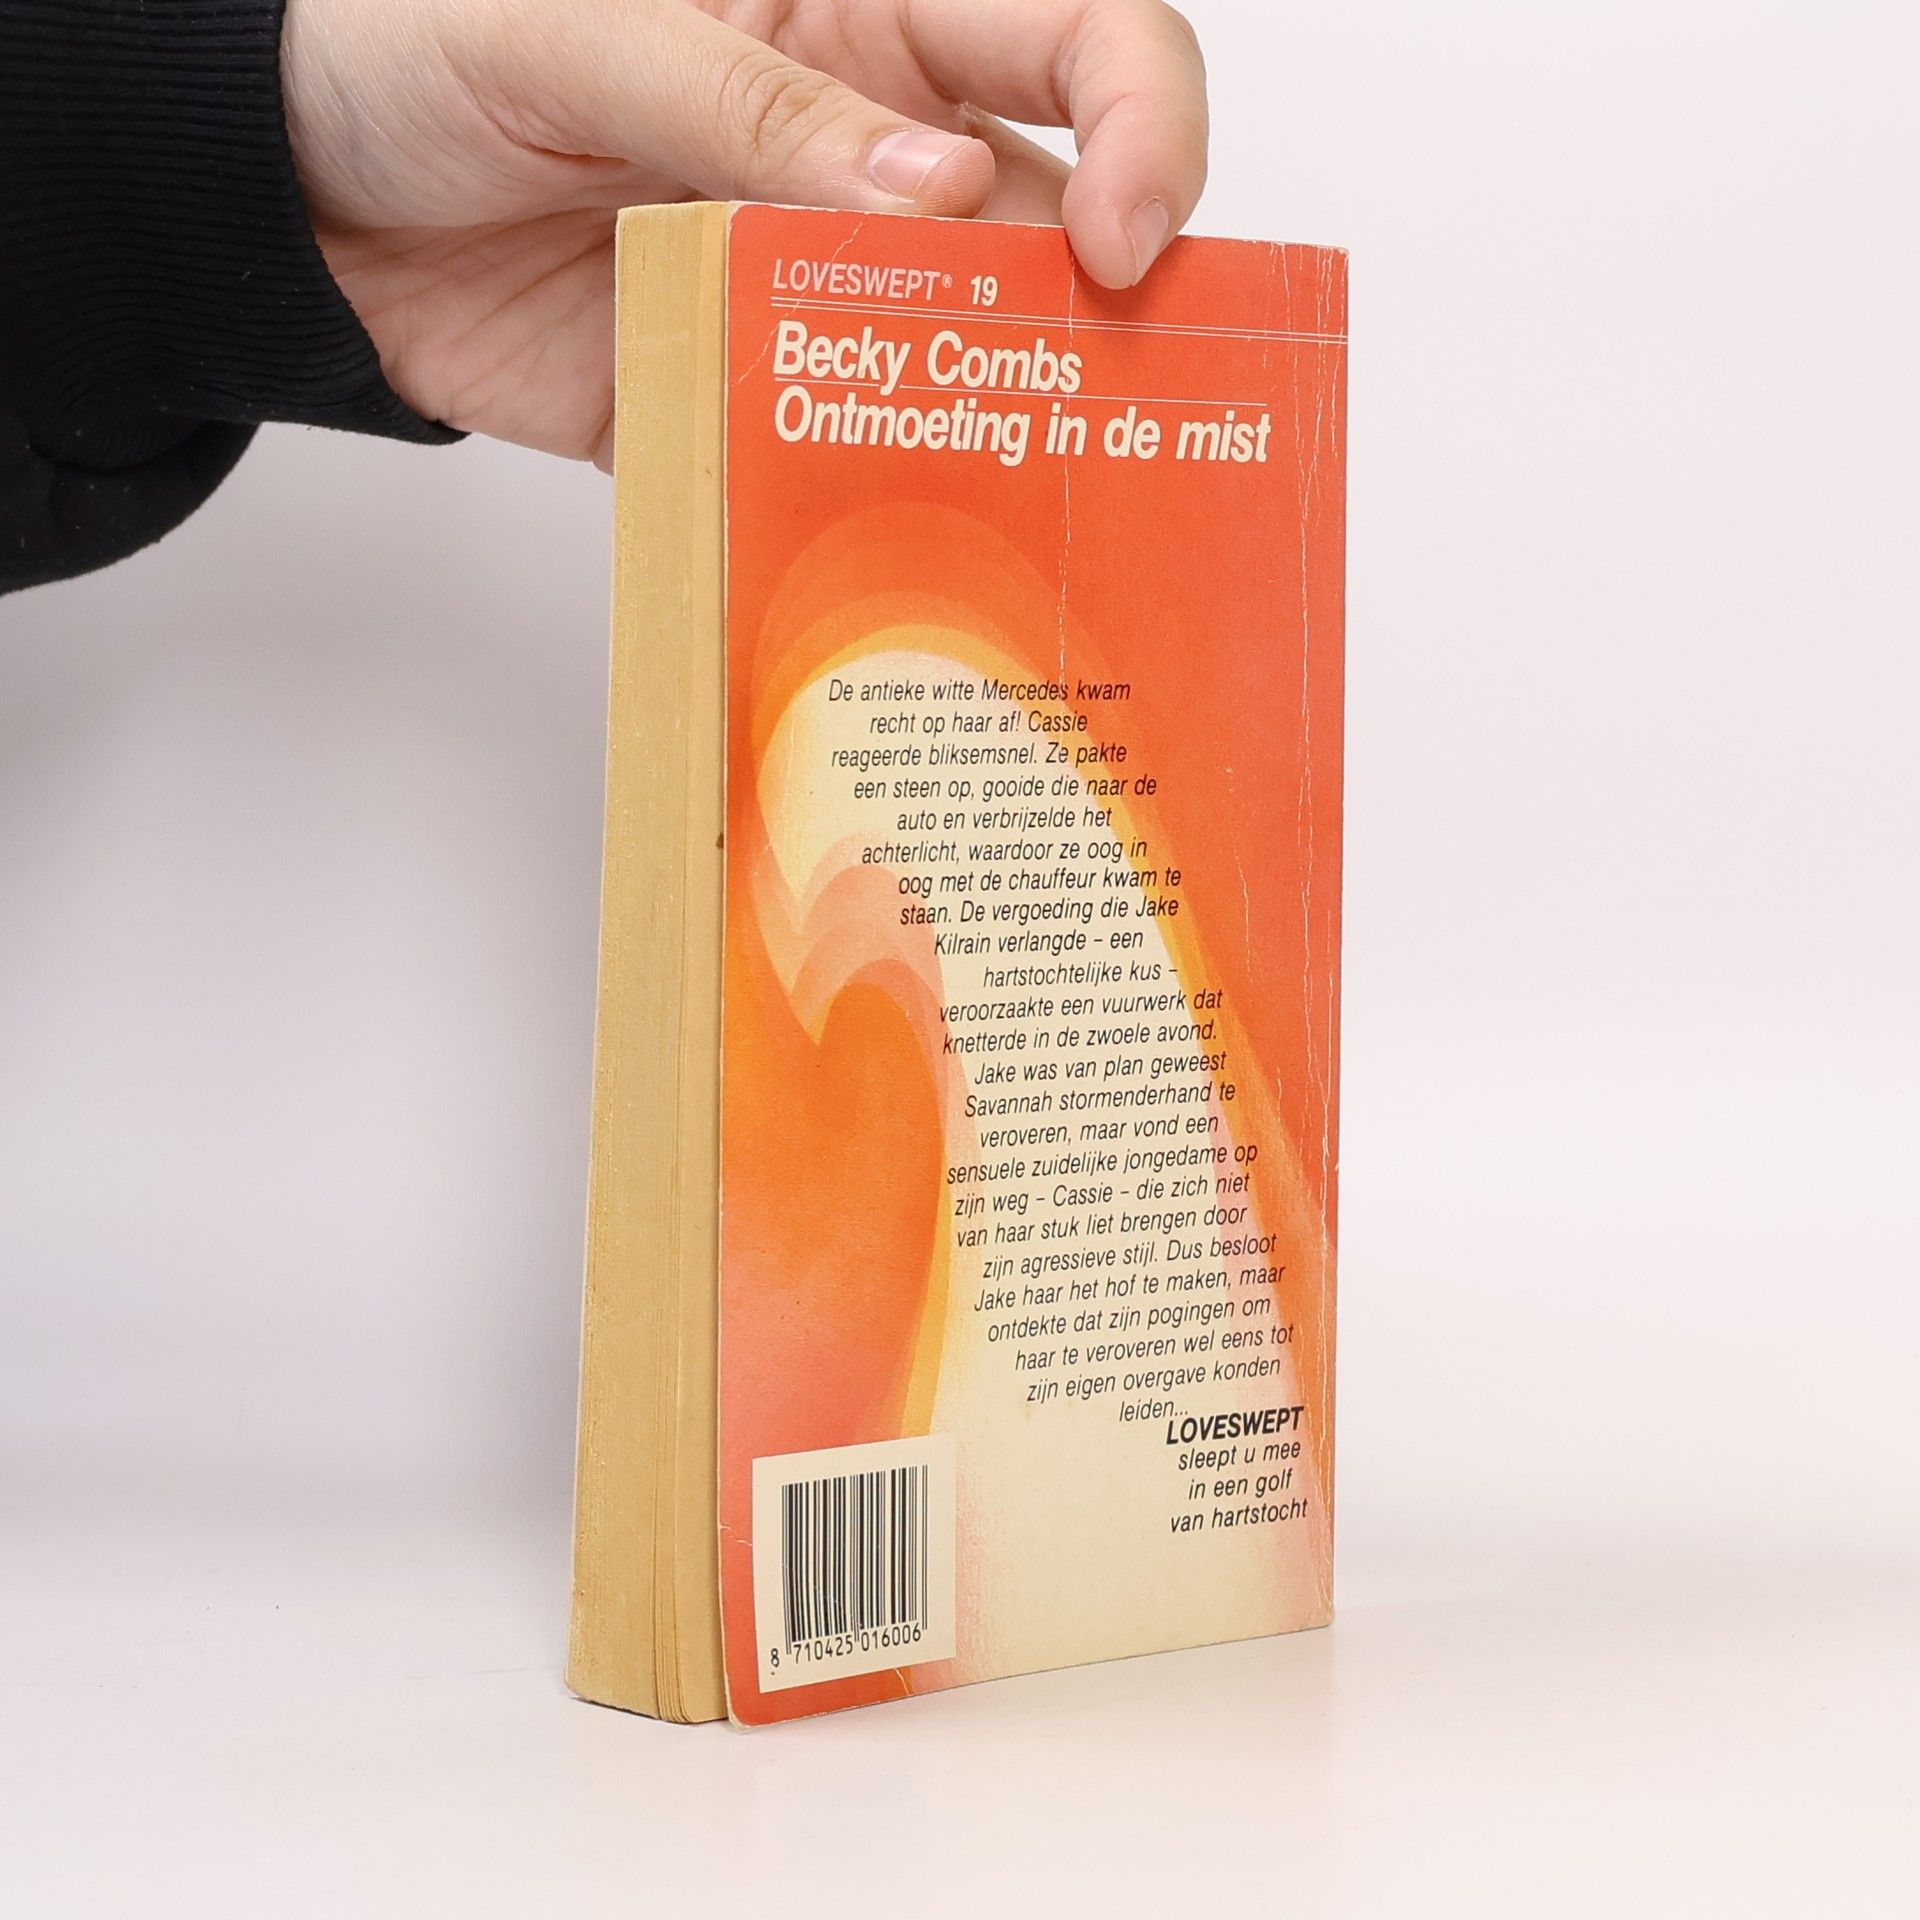 LOVESWEPT® 19
Becky Combs
Ontmoeting in de mist
De antieke witte Mercedes kwam
recht op haar af! Cassie
reageerde bliksemsnel. Ze pakte
een steen op, gooide die naar de
auto en verbrijzelde het
achterlicht, waardoor ze oog in
oog met de chauffeur kwam te
staan. De vergoeding die Jake
Kilrain verlangde – een
hartstochtelijke kus –
veroorzaakte een vuurwerk dat
knetterde in de zwoele avond.
Jake was van plan geweest
Savannah stormenderhand te
veroveren, maar vond een
sensuele zuidelijke jongedame op
zijn weg – Cassie – die zich niet
van haar stuk liet brengen door
zijn agressieve stijl. Dus besloot
Jake haar het hof te maken, maar
ontdekte dat zijn pogingen om
haar te veroveren wel eens tot
zijn eigen overgave konden
leiden...
LOVESWEPT
sleept u mee
in een golf
van hartstocht
8 710425 016006